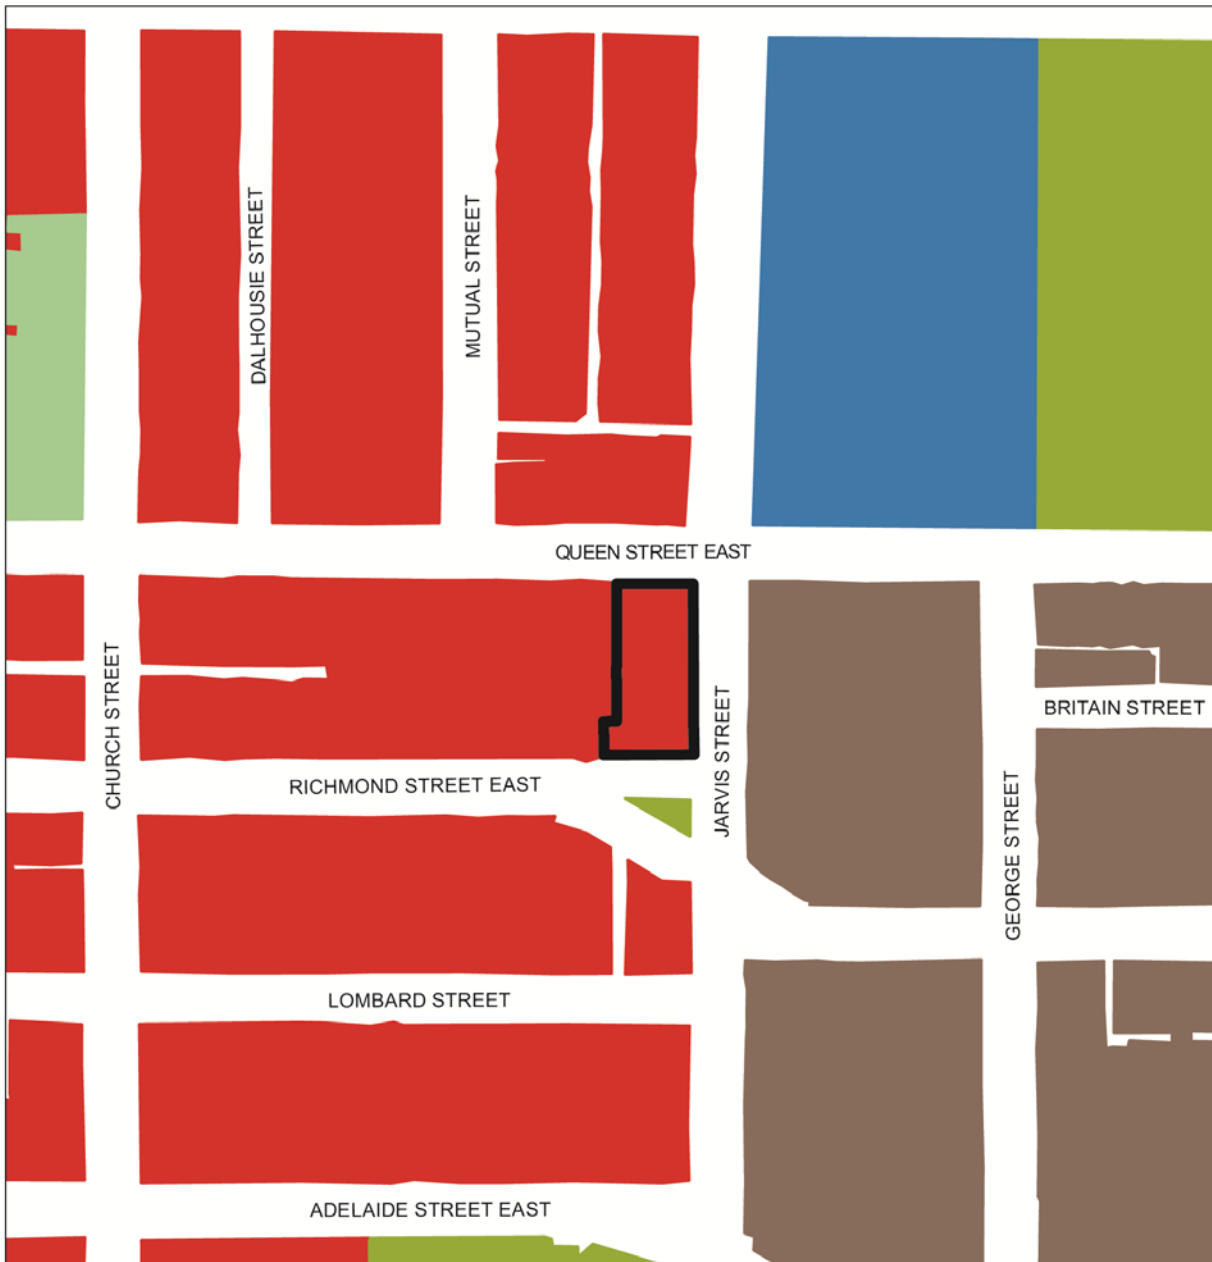 DALHOUSIE STREET
MUTUAL STREET
QUEEN STREET EAST
CHURCH STREET
JARVIS STREET
BRITAIN STREET
RICHMOND STREET EAST
GEORGE STREET
LOMBARD STREET
ADELAIDE STREET EAST